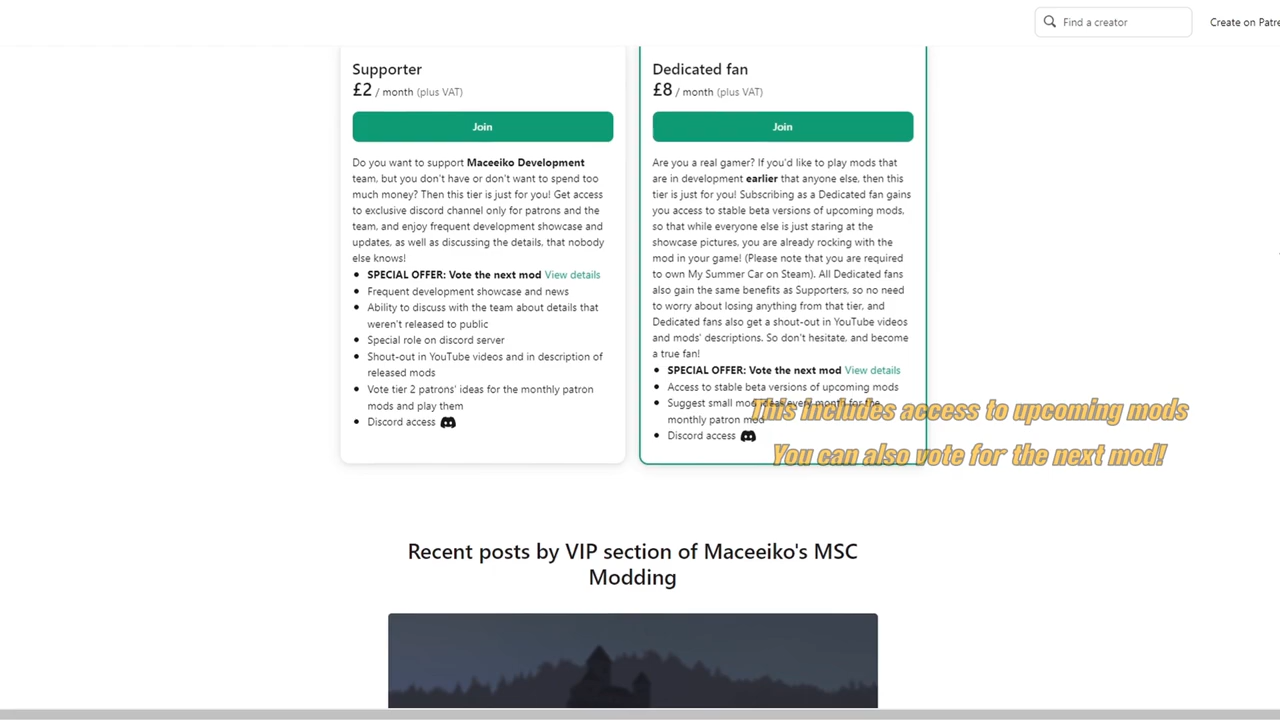 Find a creator
Create on Patre
Supporter
£2 / month (plus VAT)
Join
Do you want to support Maceeiko Development
team, but you don't have or don't want to spend too
much money? Then this tier is just for you! Get access
to exclusive discord channel only for patrons and the
team, and enjoy frequent development showcase and
updates, as well as discussing the details, that nobody
else knows!
• SPECIAL OFFER: Vote the next mod View details
• Frequent development showcase and news
• Ability to discuss with the team about details that
weren't released to public
• Special role on discord server
• Shout-out in YouTube videos and in description of
released mods
• Vote tier 2 patrons' ideas for the monthly patron
mods and play them
• Discord access
Dedicated fan
£8 / month (plus VAT)
Join
Are you a real gamer? If you'd like to play mods that
are in development earlier that anyone else, then this
tier is just for you! Subscribing as a Dedicated fan gains
you access to stable beta versions of upcoming mods,
so that while everyone else is just staring at the
showcase pictures, you are already rocking with the
mod in your game! (Please note that you are required
to own My Summer Car on Steam). All Dedicated fans
also gain the same benefits as Supporters, so no need
to worry about losing anything from that tier, and
Dedicated fans also get a shout-out in YouTube videos
and mods' descriptions. So don't hesitate, and become
a true fan!
• SPECIAL OFFER: Vote the next mod View details
• Access to stable beta versions of upcoming mods
• Suggest small mod ideas every month for the
monthly patron mod
• Discord access
This includes access to upcoming mods
You can also vote for the next mod!
Recent posts by VIP section of Maceeiko's MSC
Modding